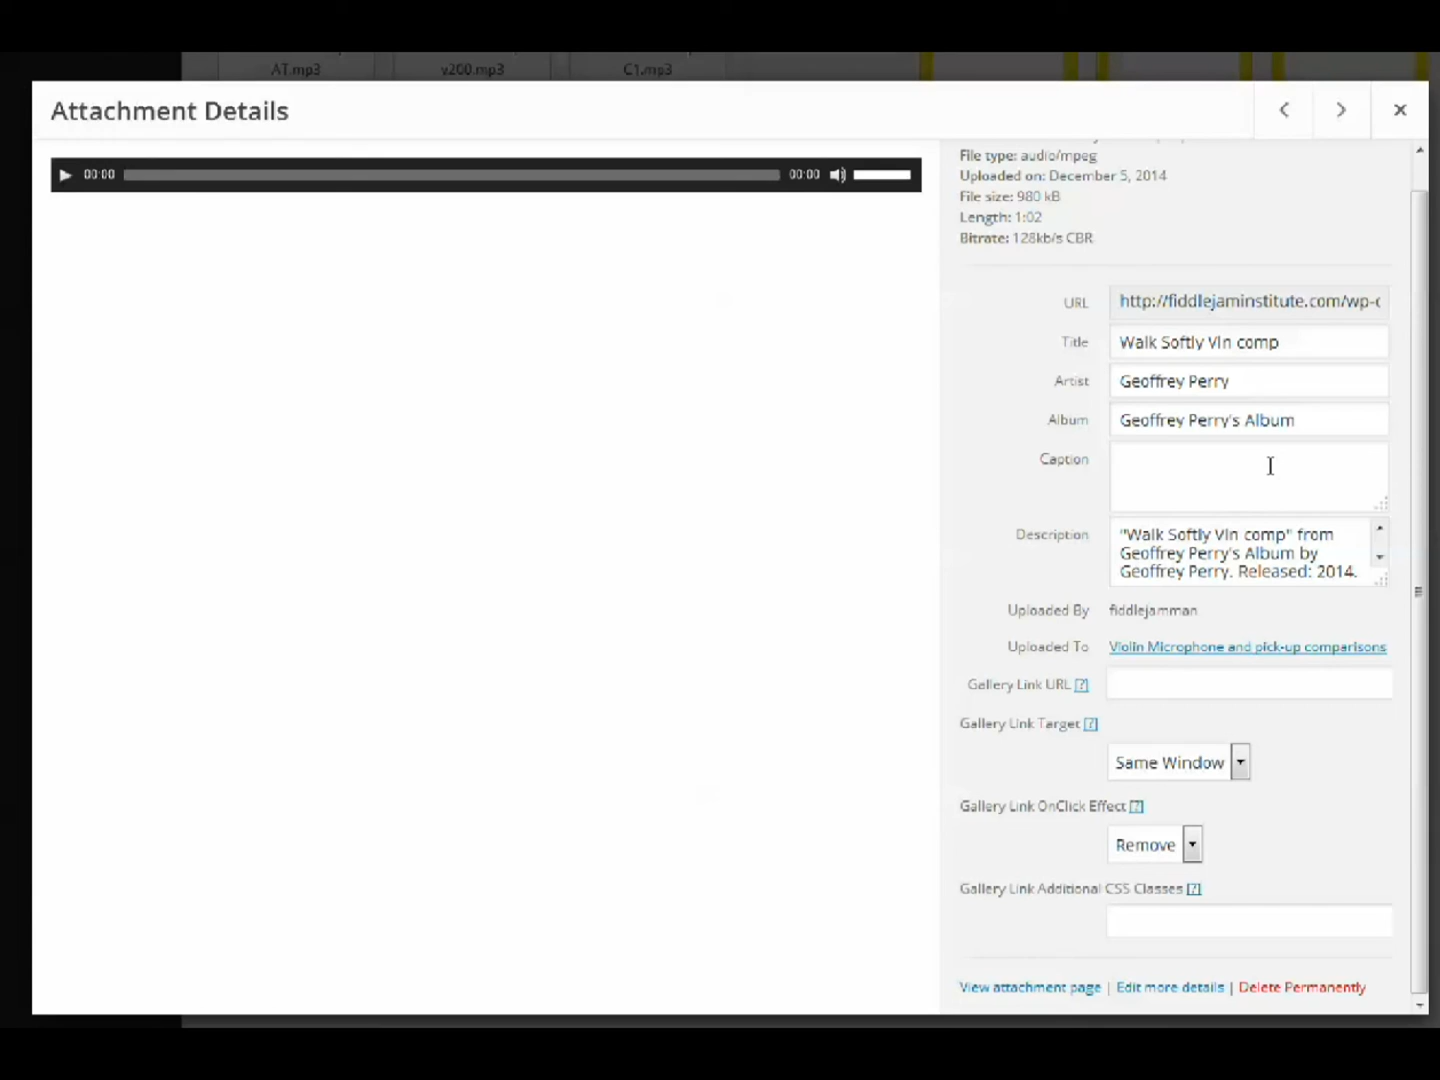 AT.mp3
v200.mp3
C1.mp3
Attachment Details
00:00
00:00
File type: audio/mpeg
Uploaded on: December 5, 2014
File size: 980 kB
Length: 1:02
Bitrate: 128kb/s CBR
URL http://fiddlejaminstitute.com/wp-c
Title Walk Softly Vln comp
Artist Geoffrey Perry
Album Geoffrey Perry's Album
Caption
Description "Walk Softly Vln comp" from
Geoffrey Perry's Album by
Geoffrey Perry. Released: 2014.
Uploaded By fiddlejamman
Uploaded To Violin Microphone and pick-up comparisons
Gallery Link URL [?]
Gallery Link Target [?]
Same Window
Gallery Link OnClick Effect [?]
Remove
Gallery Link Additional CSS Classes [?]
View attachment page | Edit more details | Delete Permanently